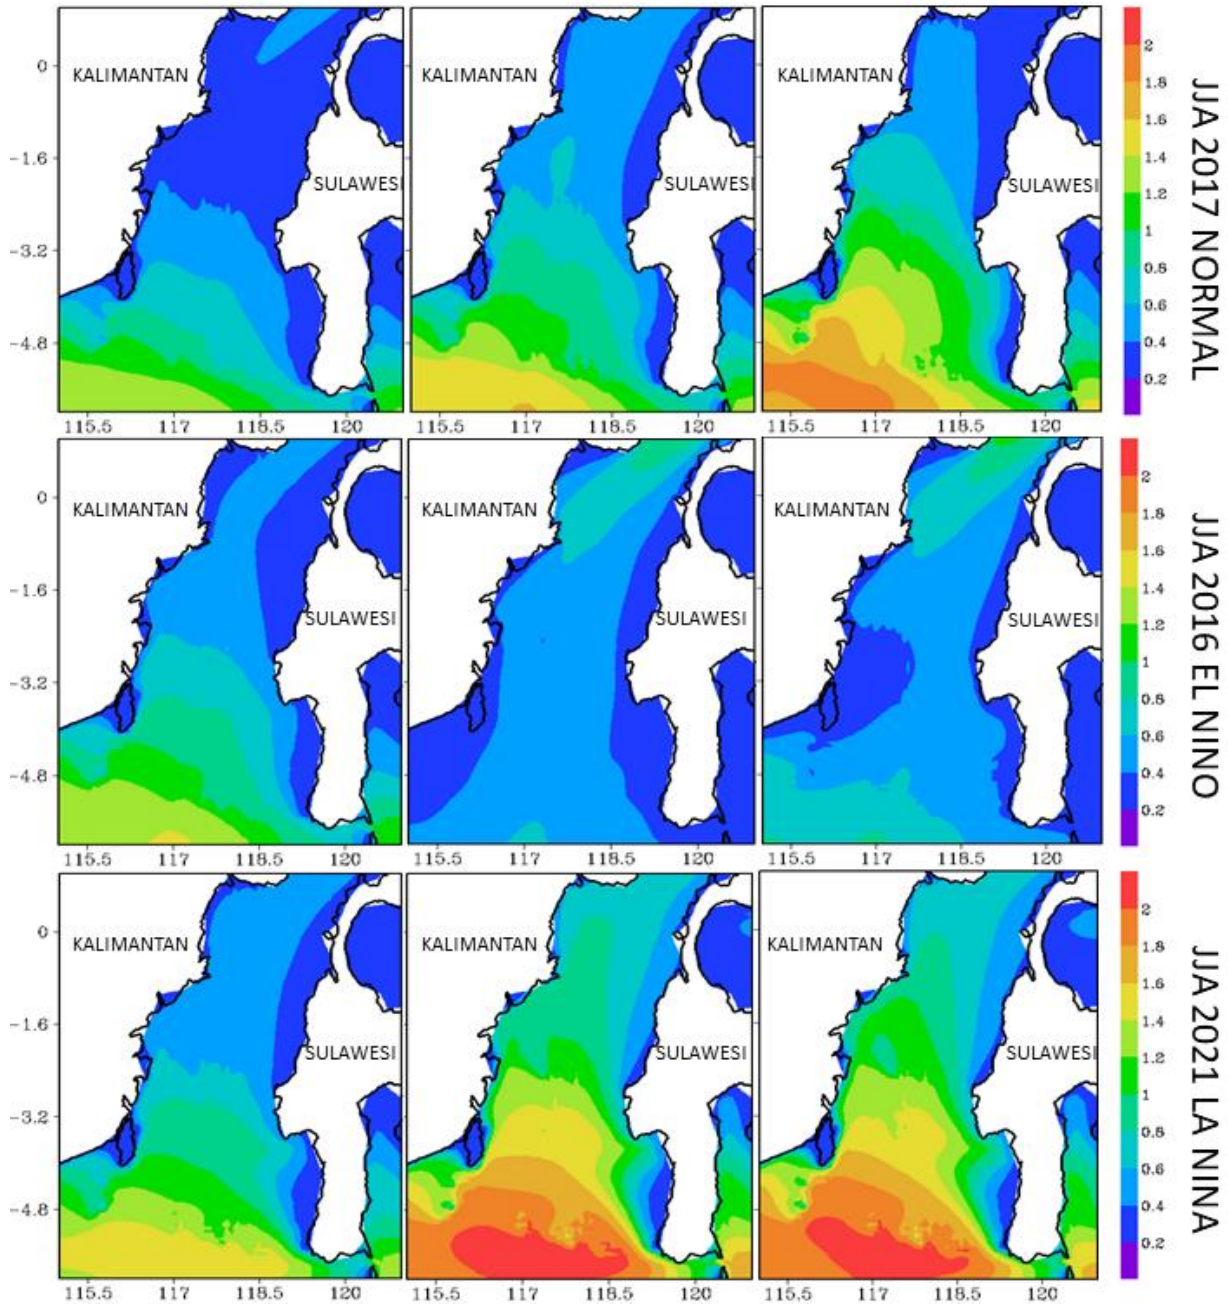 KALIMANTAN
SULAWESI
KALIMANTAN
SULAWESI
KALIMANTAN
SULAWESI
0
-1.6
-3.2
-4.8
115.5 117 118.5 120
115.5 117 118.5 120
115.5 117 118.5 120
2
1.8
1.6
1.4
1.2
1
0.8
0.6
0.4
0.2
JJA 2017 NORMAL
KALIMANTAN
SULAWESI
KALIMANTAN
SULAWESI
KALIMANTAN
SULAWESI
0
-1.6
-3.2
-4.8
115.5 117 118.5 120
115.5 117 118.5 120
115.5 117 118.5 120
2
1.8
1.6
1.4
1.2
1
0.8
0.6
0.4
0.2
JJA 2016 EL NINO
KALIMANTAN
SULAWESI
KALIMANTAN
SULAWESI
KALIMANTAN
SULAWESI
0
-1.6
-3.2
-4.8
115.5 117 118.5 120
115.5 117 118.5 120
115.5 117 118.5 120
2
1.8
1.6
1.4
1.2
1
0.8
0.6
0.4
0.2
JJA 2021 LA NINA